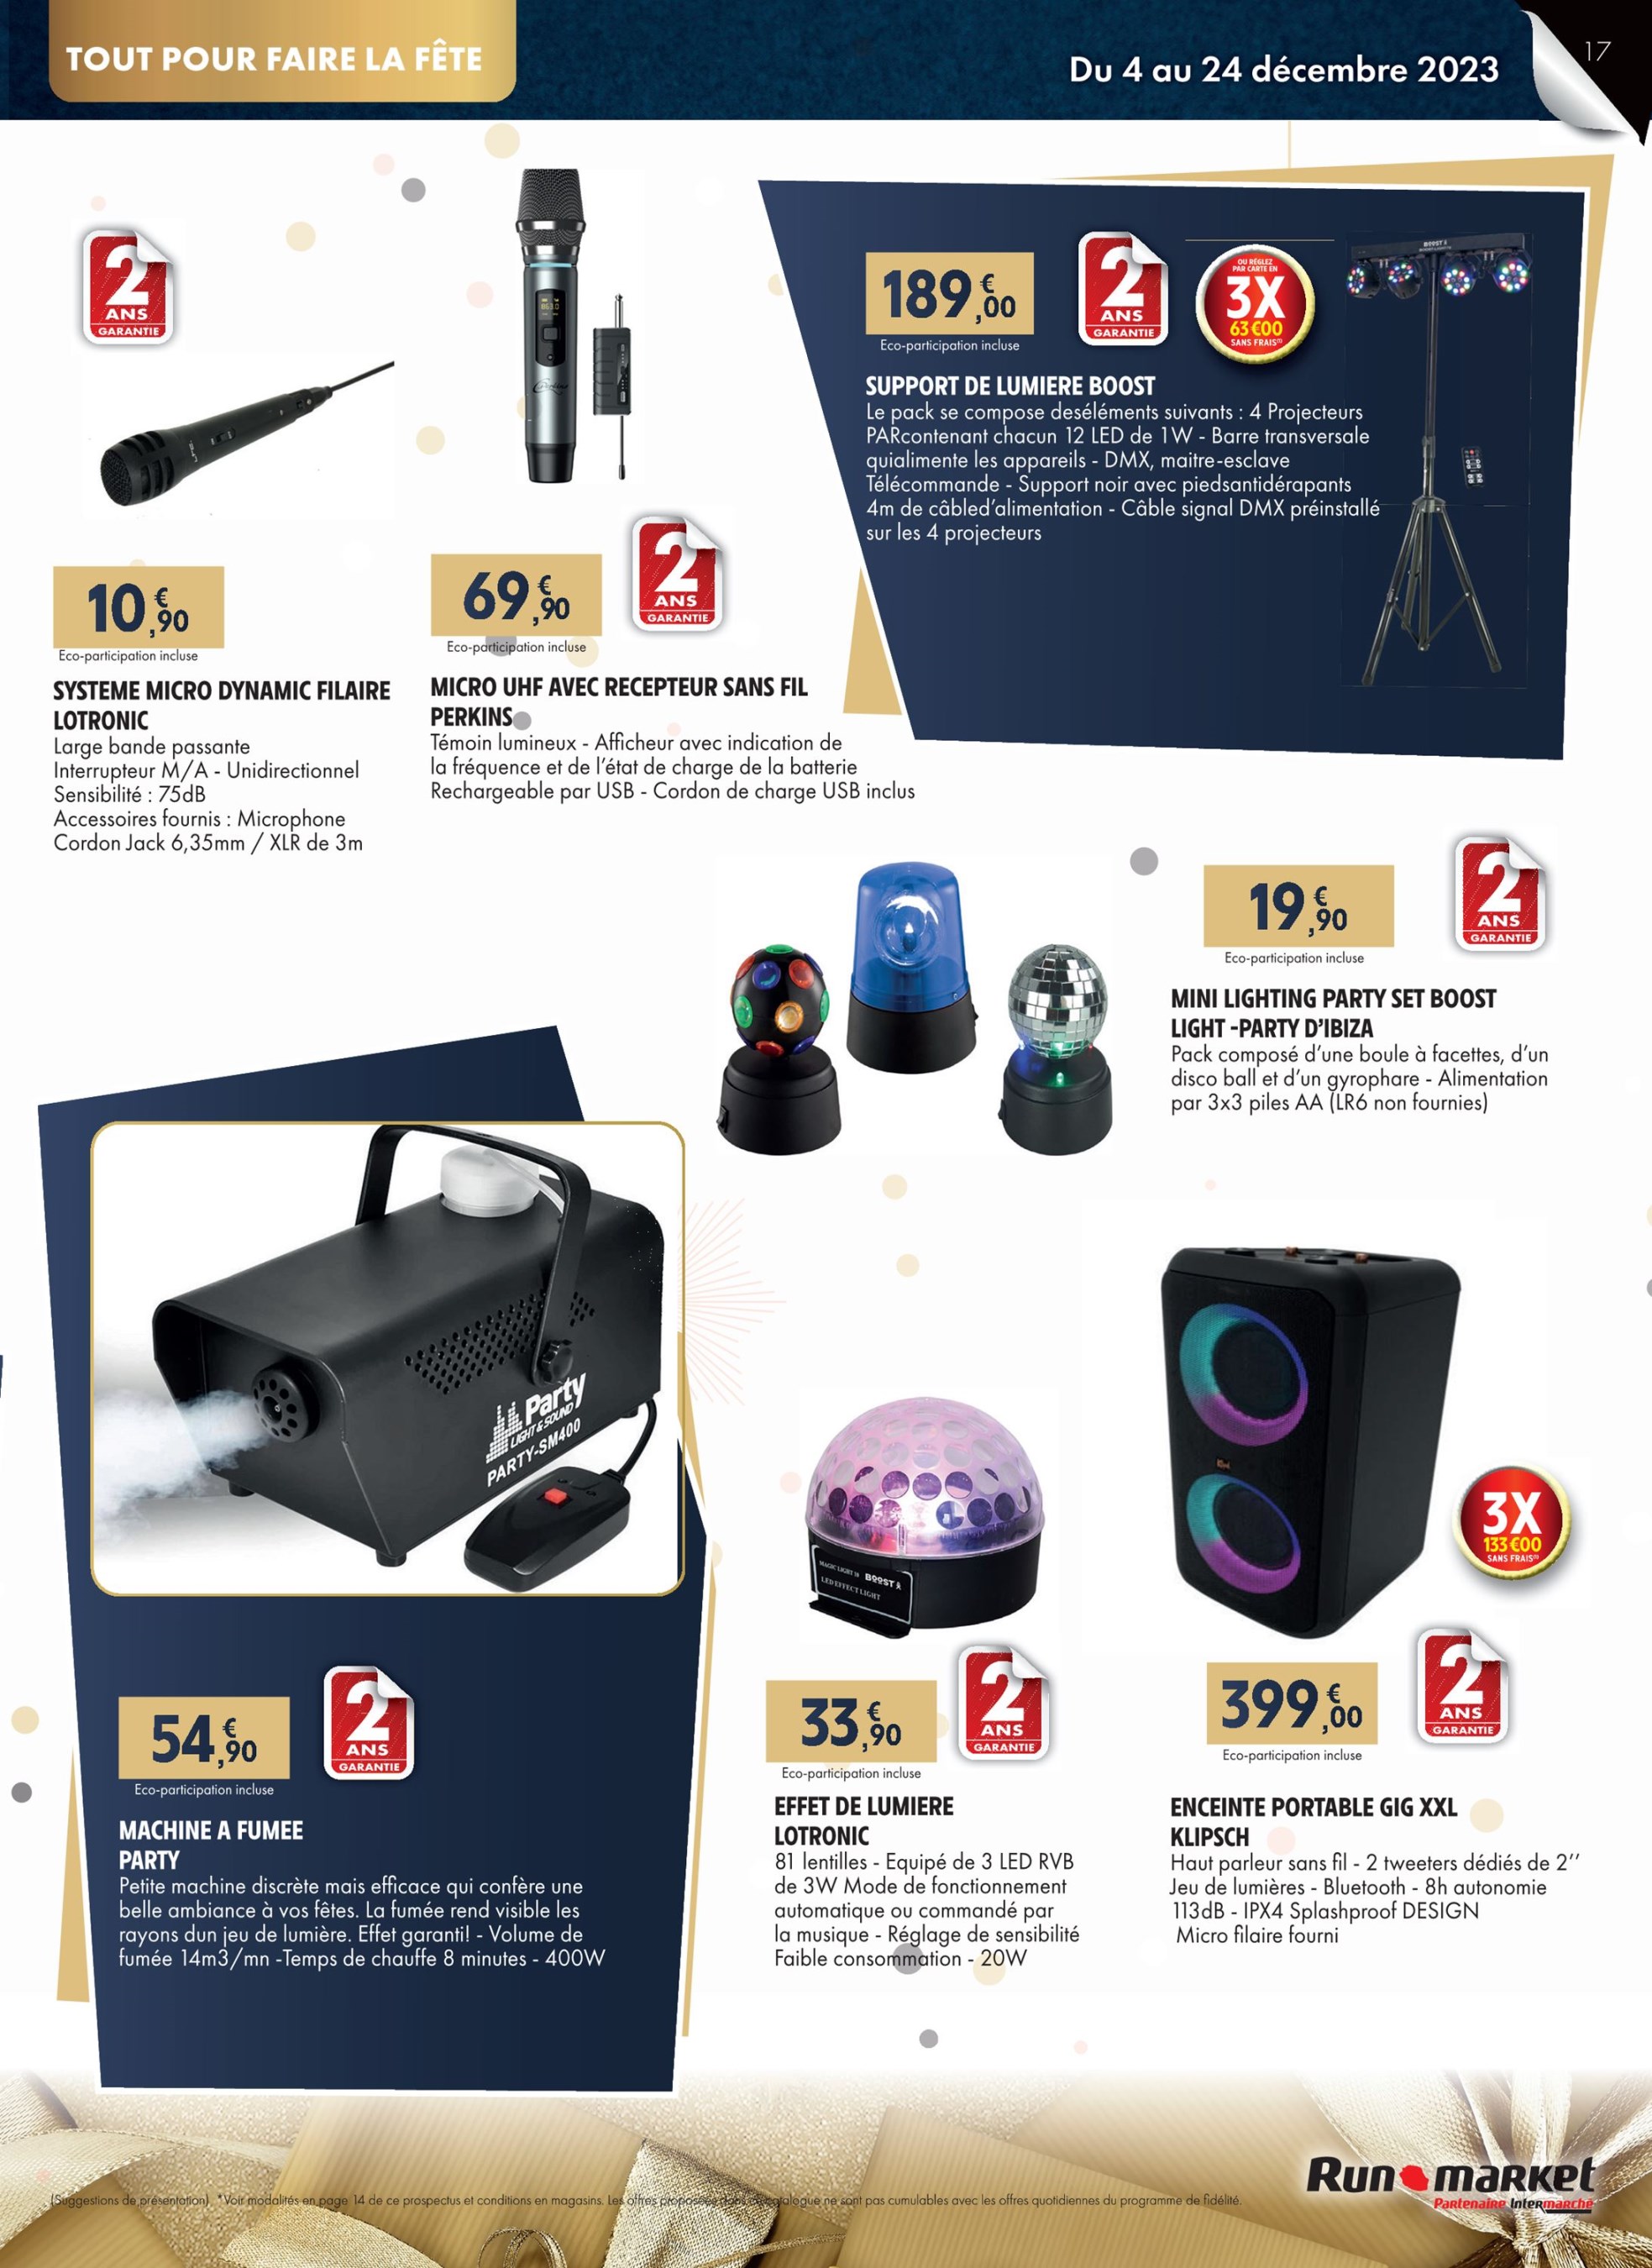 TOUT POUR FAIRE LA FÊTE
Du 4 au 24 décembre 2023
17
2
ANS
GARANTIE
10,€90
Eco-participation incluse
SYSTEME MICRO DYNAMIC FILAIRE
LOTRONIC
Large bande passante
Interrupteur M/A - Unidirectionnel
Sensibilité : 75dB
Accessoires fournis : Microphone
Cordon Jack 6,35mm / XLR de 3m
69,€90
Eco-participation incluse
2
ANS
GARANTIE
MICRO UHF AVEC RECEPTEUR SANS FIL
PERKINS
Témoin lumineux - Afficheur avec indication de
la fréquence et de l'état de charge de la batterie
Rechargeable par USB - Cordon de charge USB inclus
189,€00
Eco-participation incluse
2
ANS
GARANTIE
OU RÉGLEZ
PAR CARTE EN
3X
63€00
SANS FRAIS(1)
BOOST
SUPPORT DE LUMIERE BOOST
Le pack se compose deséléments suivants : 4 Projecteurs
PARcontenant chacun 12 LED de 1W - Barre transversale
quialimente les appareils - DMX, maitre-esclave
Télécommande - Support noir avec piedsantidérapants
4m de câbled'alimentation - Câble signal DMX préinstallé
sur les 4 projecteurs
19,€90
Eco-participation incluse
2
ANS
GARANTIE
MINI LIGHTING PARTY SET BOOST
LIGHT -PARTY D'IBIZA
Pack composé d'une boule à facettes, d'un
disco ball et d'un gyrophare - Alimentation
par 3x3 piles AA (LR6 non fournies)
Party
LIGHT & SOUND
PARTY-SM400
54,€90
Eco-participation incluse
2
ANS
GARANTIE
MACHINE A FUMEE
PARTY
Petite machine discrète mais efficace qui confère une
belle ambiance à vos fêtes. La fumée rend visible les
rayons dun jeu de lumière. Effet garanti! - Volume de
fumée 14m3/mn -Temps de chauffe 8 minutes - 400W
BOOST
LED EFFECT LIGHT
33,€90
Eco-participation incluse
2
ANS
GARANTIE
EFFET DE LUMIERE
LOTRONIC
81 lentilles - Equipé de 3 LED RVB
de 3W Mode de fonctionnement
automatique ou commandé par
la musique - Réglage de sensibilité
Faible consommation - 20W
3X
133€00
SANS FRAIS(1)
399,€00
Eco-participation incluse
2
ANS
GARANTIE
ENCEINTE PORTABLE GIG XXL
KLIPSCH
Haut parleur sans fil - 2 tweeters dédiés de 2''
Jeu de lumières - Bluetooth - 8h autonomie
113dB - IPX4 Splashproof DESIGN
Micro filaire fourni
(Suggestions de présentation). *Voir modalités en page 14 de ce prospectus et conditions en magasins. Les offres proposées dans ce catalogue ne sont pas cumulables avec les offres quotidiennes du programme de fidélité.
Run market
Partenaire Intermarché